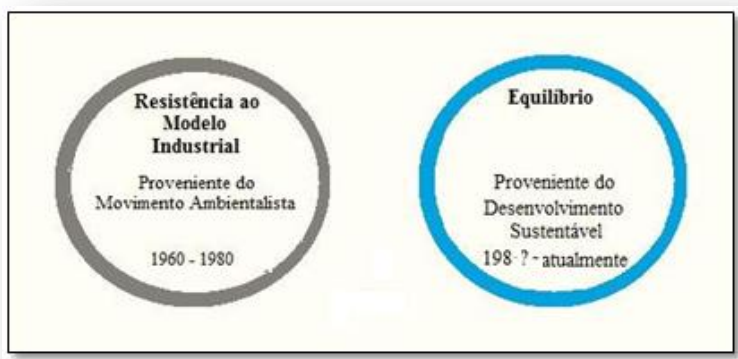 Resistência ao
Modelo
Industrial
Proveniente do
Movimento Ambientalista
1960 - 1980
Equilíbrio
Proveniente do
Desenvolvimento
Sustentável
198-? - atualmente